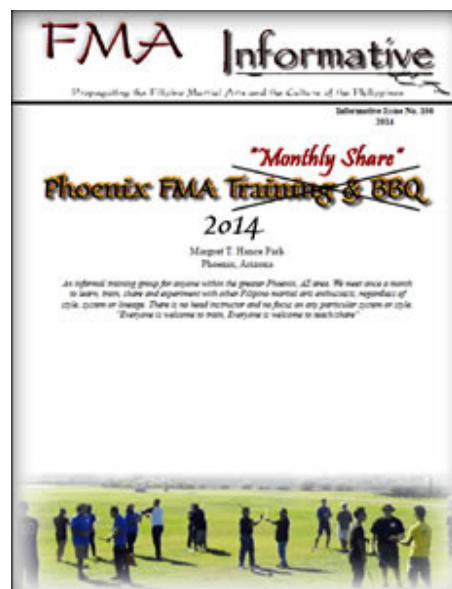 FMA Informative
Propagating the Filipino Martial Arts and the Culture of the Philippines
Informative Issue No.
2014
"Monthly Share"
Phoenix FMA Training & BBQ
2014
Margret T. Hance Park
Phoenix, Arizona
An informal training group for anyone within the greater Phoenix, AZ area. We meet once a month
to learn, train, share and experiment with other Filipino martial arts enthusiasts, regardless of
style, system or lineage. There is no head instructor and no focus on any particular system or style.
"Everyone is welcome to train, Everyone is welcome to teach/share"